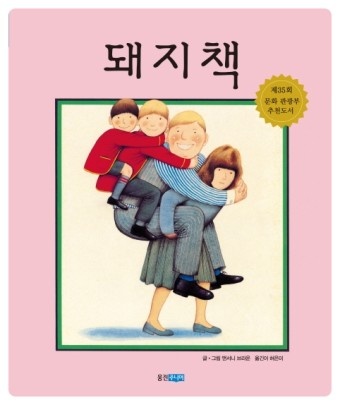 돼지책
제35회
문화 관광부
추천도서
글 · 그림 앤서니 브라운 옮긴이 허은미
웅진주니어